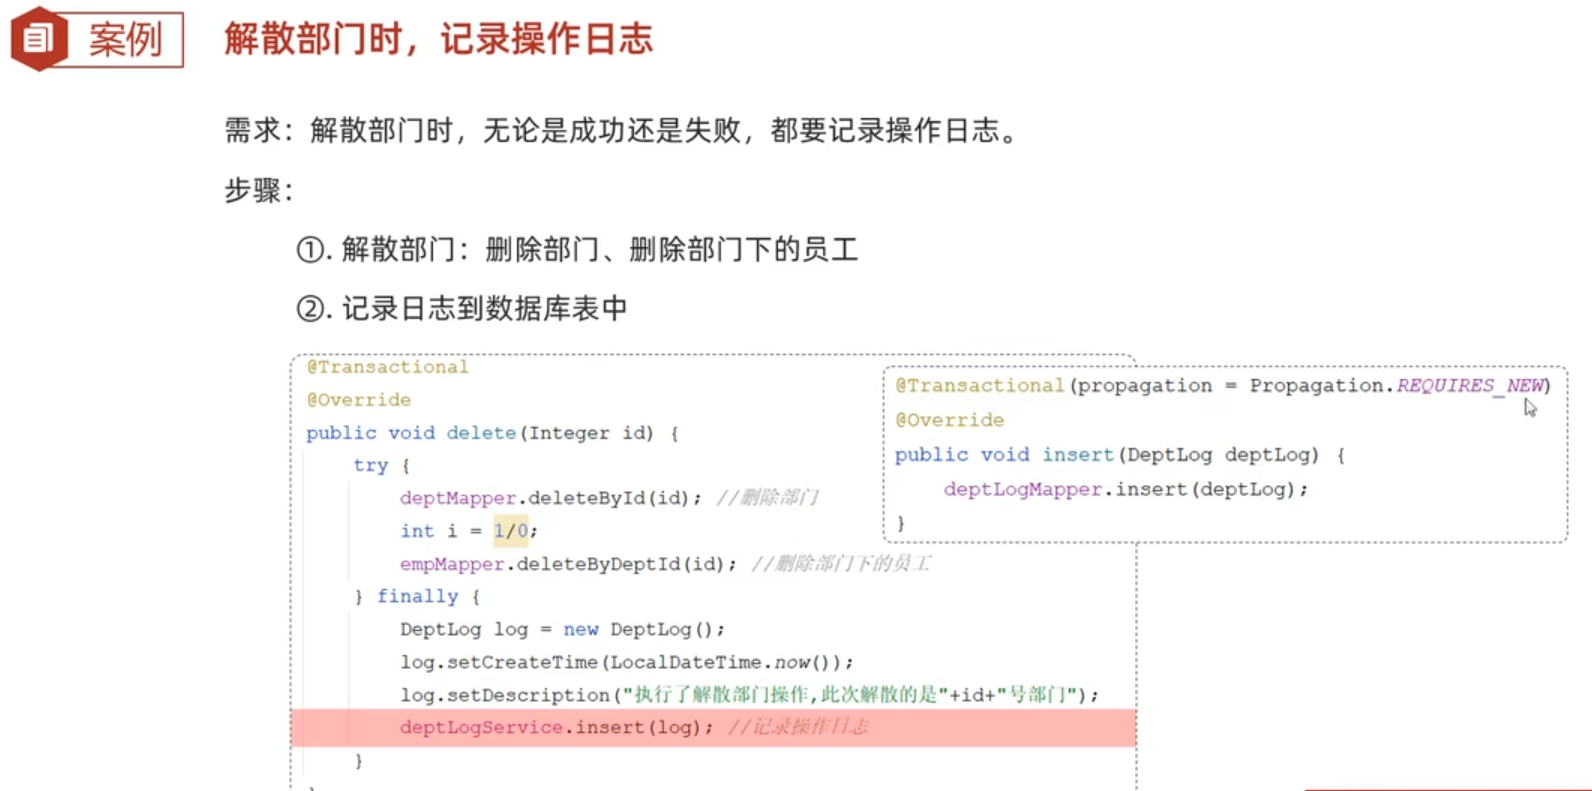 案例
解散部门时，记录操作日志
需求：解散部门时，无论是成功还是失败，都要记录操作日志。
步骤：
①. 解散部门：删除部门、删除部门下的员工
②. 记录日志到数据库表中
@Transactional
@Override
public void delete(Integer id) {
try {
deptMapper.deleteById(id); //删除部门
int i = 1/0;
empMapper.deleteByDeptId(id); //删除部门下的员工
} finally {
DeptLog log = new DeptLog();
log.setCreateTime(LocalDateTime.now());
log.setDescription("执行了解散部门操作,此次解散的是"+id+"号部门");
deptLogService.insert(log); //记录操作日志
}
@Transactional(propagation = Propagation.REQUIRES_NEW)
@Override
public void insert(DeptLog deptLog) {
deptLogMapper.insert(deptLog);
}